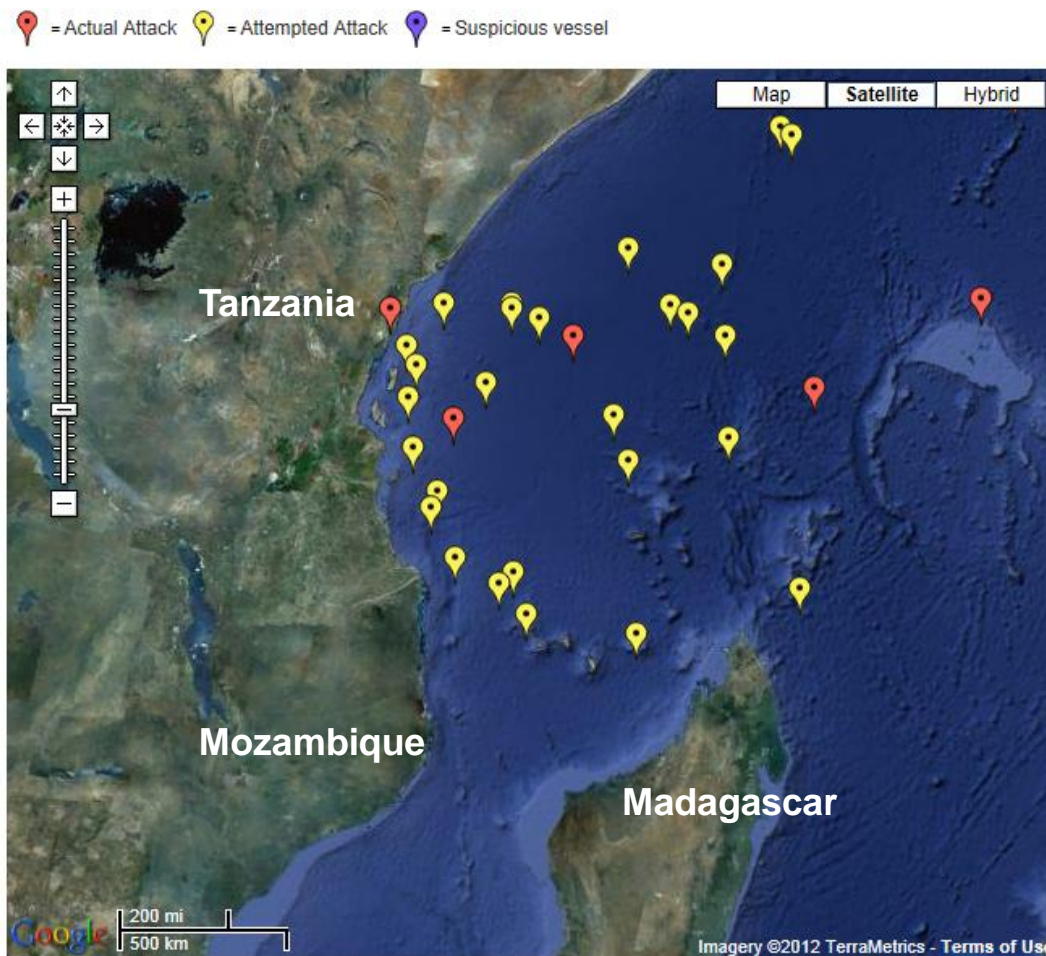 = Actual Attack = Attempted Attack = Suspicious vessel
Map Satellite Hybrid
Tanzania
Mozambique
Madagascar
200 mi
500 km
Google
Imagery ©2012 TerraMetrics - Terms of Use